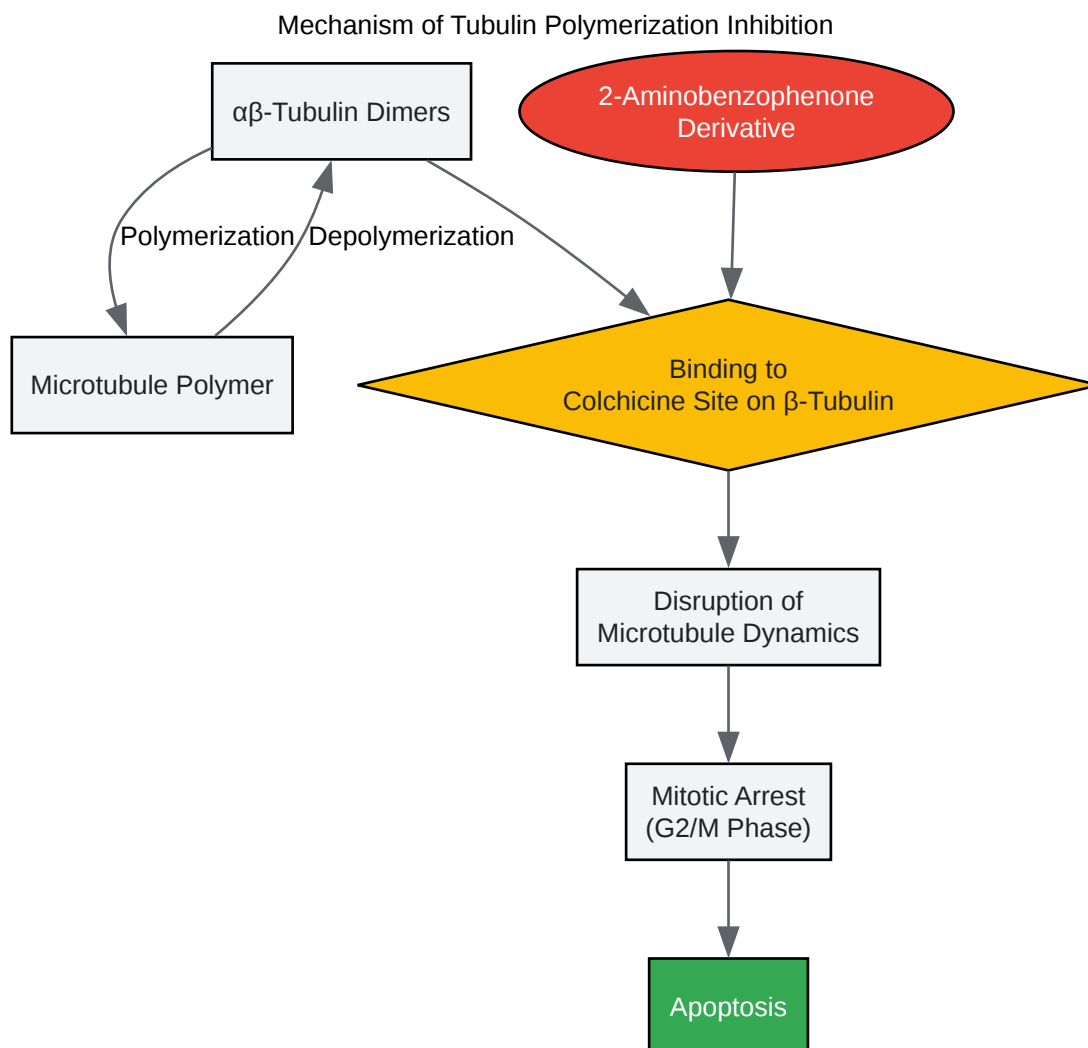 Mechanism of Tubulin Polymerization Inhibition
αβ-Tubulin Dimers
2-Aminobenzophenone
Derivative
Polymerization
Depolymerization
Microtubule Polymer
Binding to
Colchicine Site on β-Tubulin
Disruption of
Microtubule Dynamics
Mitotic Arrest
(G2/M Phase)
Apoptosis